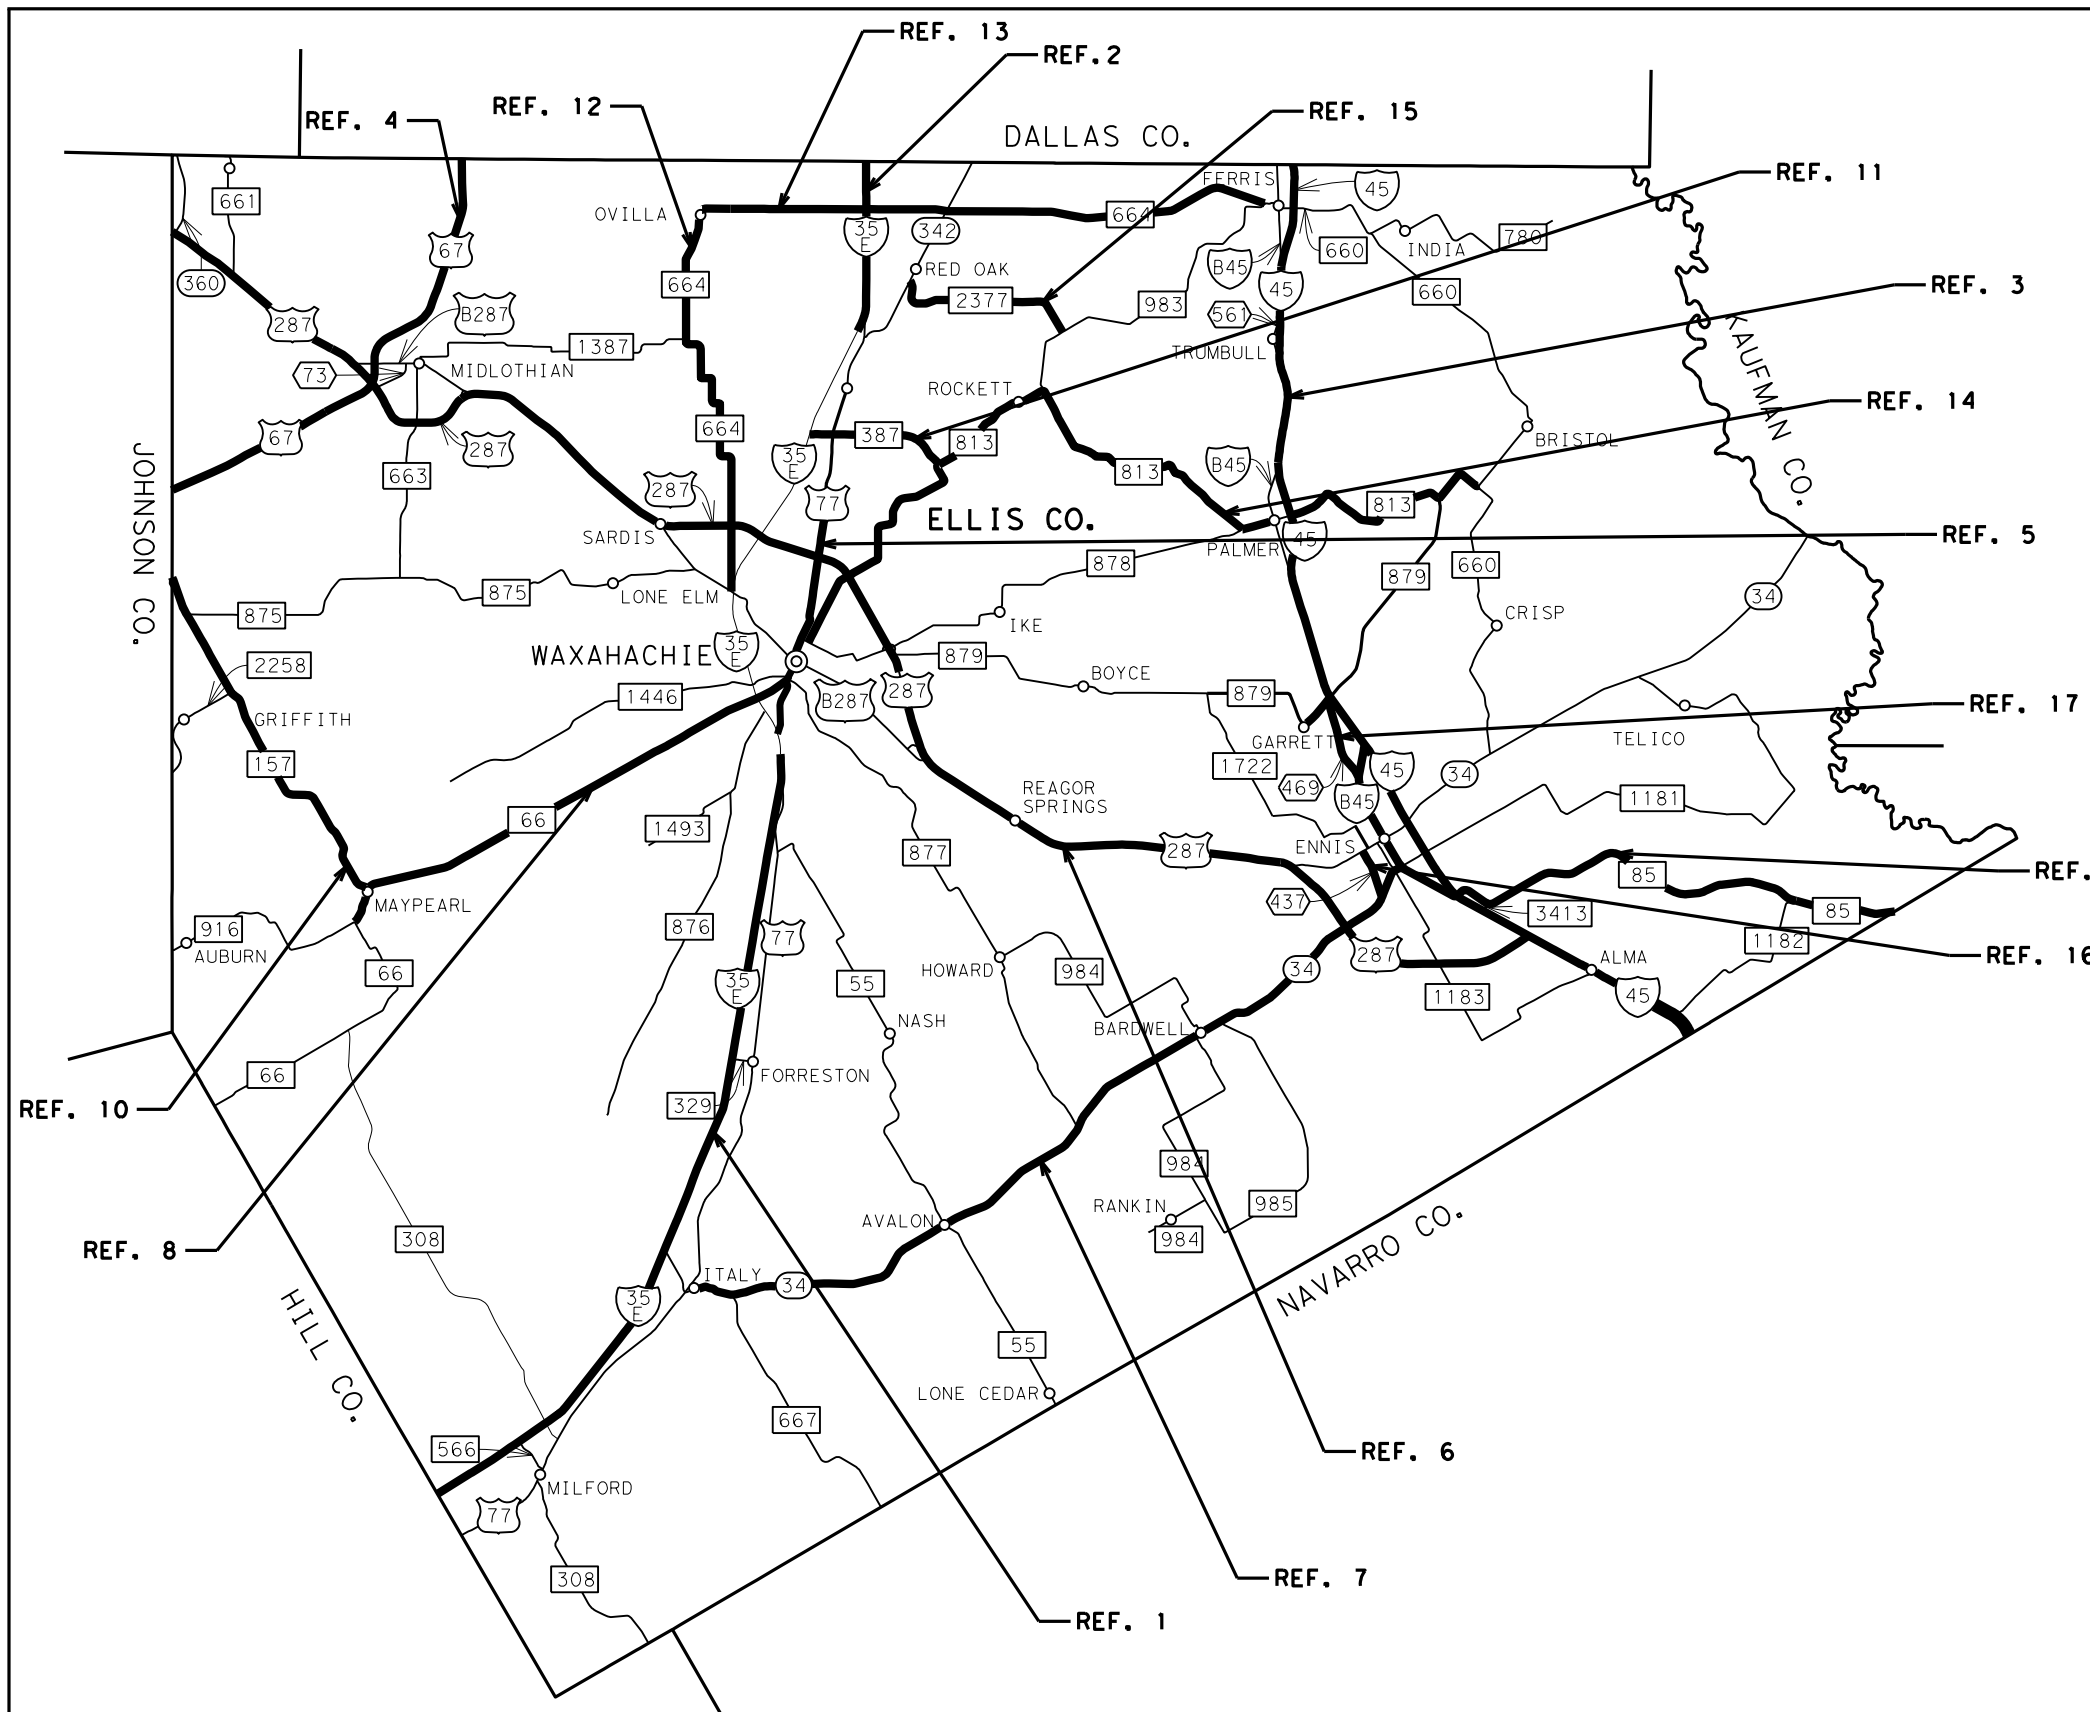 REF. 13
REF.2
REF. 12
REF. 4
REF. 15
DALLAS CO.
REF. 11
FERRIS
45
661
OVILLA
664
35
E
342
780
INDIA
67
660
B45
RED OAK
360
664
45
REF. 3
2377
983
660
B287
561
287
KAUFMAN CO.
1387
TRUMBULL
73
MIDLOTHIAN
ROCKETT
REF. 14
664
387
813
67
BRISTOL
287
35
E
B45
JOHNSON CO.
663
813
287
77
813
ELLIS CO.
SARDIS
45
REF. 5
PALMER
878
660
879
875
LONE ELM
34
875
CRISP
IKE
35
E
WAXAHACHIE
879
2258
BOYCE
1446
B287
287
879
REF. 17
GRIFFITH
GARRETT
TELICO
157
1722
45
34
469
REAGOR
SPRINGS
B45
1181
66
1493
ENNIS
877
287
REF.
85
437
MAYPEARL
3413
85
916
876
77
1182
AUBURN
REF. 16
287
ALMA
66
HOWARD
984
34
35
E
55
1183
45
NASH
BARDWELL
66
FORRESTON
REF. 10
329
984
985
RANKIN
AVALON
308
984
REF. 8
NAVARRO CO.
ITALY
34
35
E
HILL CO.
55
LONE CEDAR
667
566
REF. 6
MILFORD
77
308
REF. 7
REF. 1